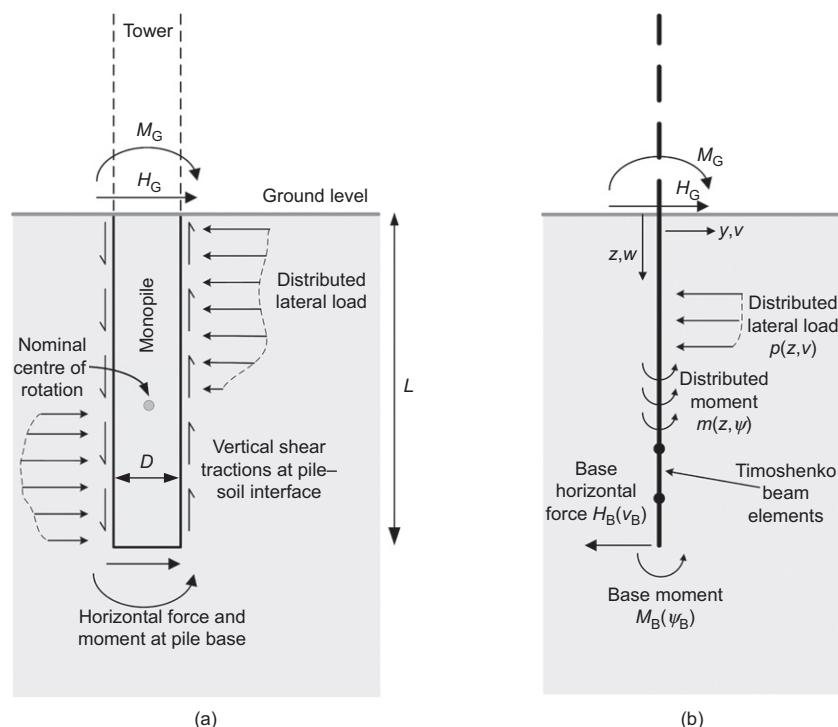 Tower
M_G
H_G
Ground level
Distributed
lateral load
Monopile
Nominal
centre of
rotation
L
D
Vertical shear
tractions at pile–
soil interface
Horizontal force and
moment at pile base
(a)
M_G
H_G
y,v
z,w
Distributed
lateral load
p(z,v)
Distributed
moment
m(z,ψ)
Base
horizontal
force H_B(v_B)
Timoshenko
beam
elements
Base moment
M_B(ψ_B)
(b)